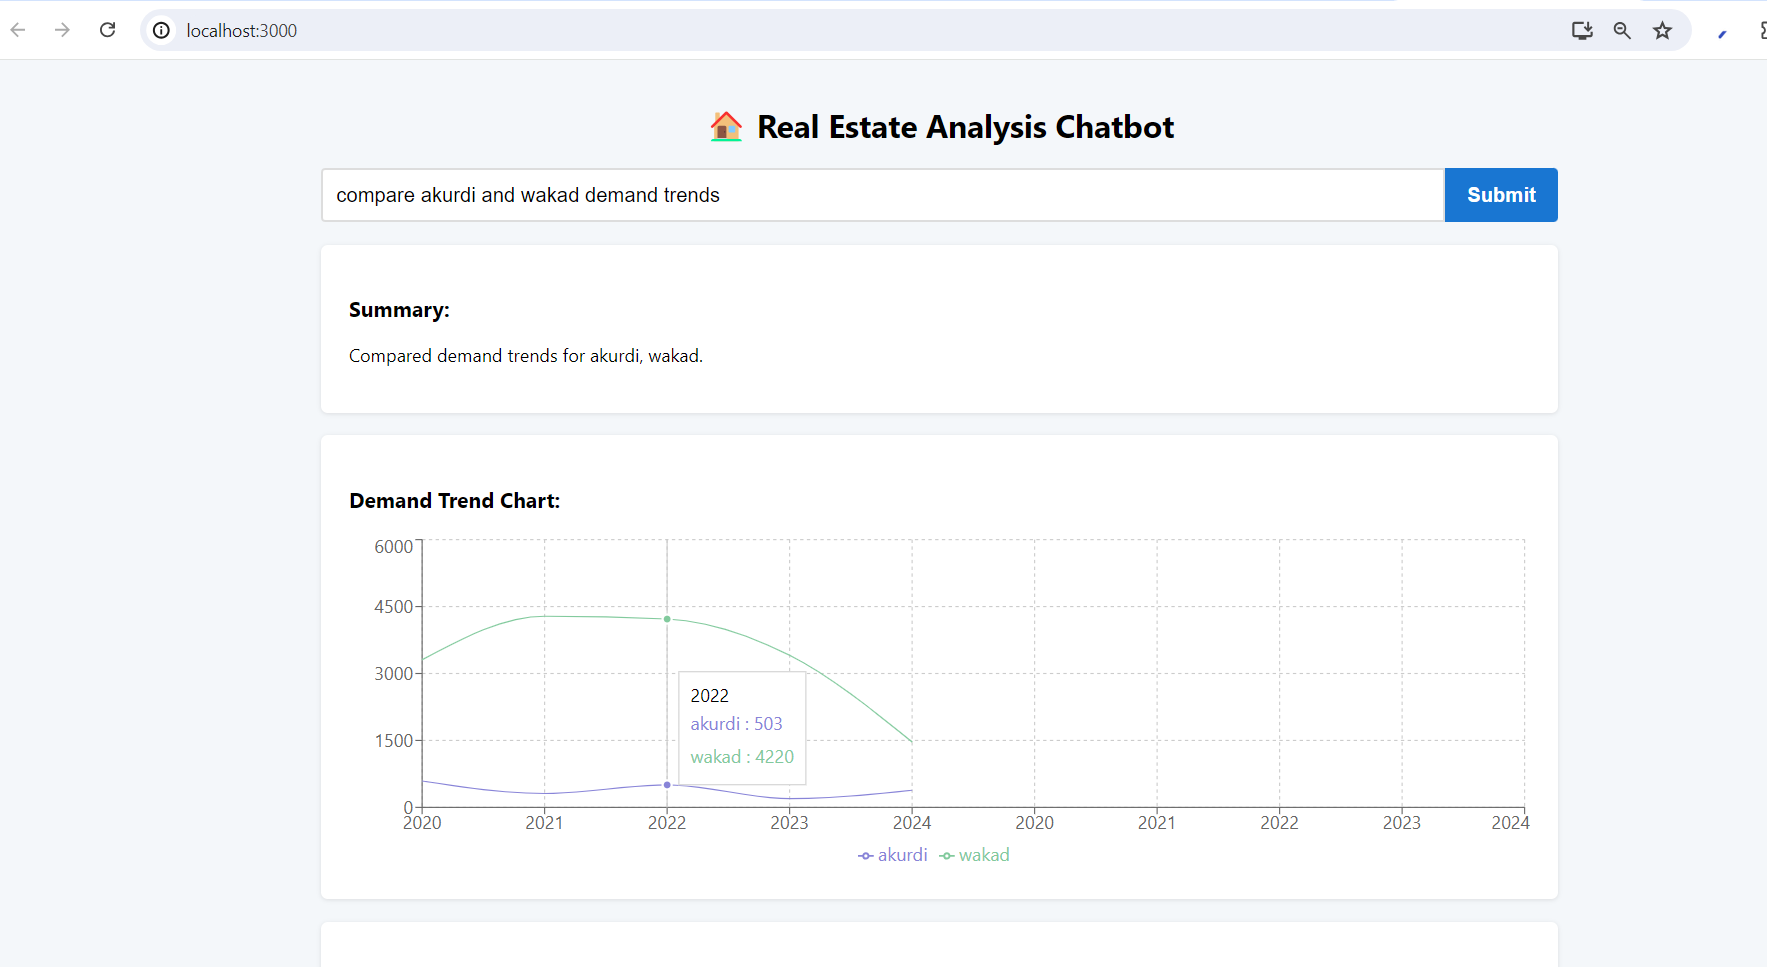 localhost:3000
Real Estate Analysis Chatbot
compare akurdi and wakad demand trends
Submit
Summary:
Compared demand trends for akurdi, wakad.
Demand Trend Chart:
6000
4500
3000
1500
0
2022
akurdi : 503
wakad : 4220
2020 2021 2022 2023 2024 2020 2021 2022 2023 2024
akurdi wakad